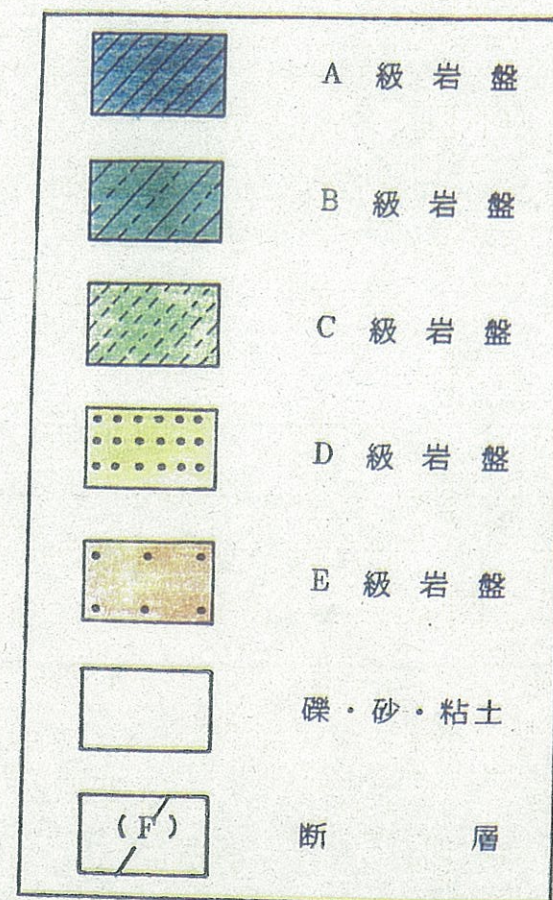 A 級 岩 盤
B 級 岩 盤
C 級 岩 盤
D 級 岩 盤
E 級 岩 盤
礫・砂・粘土
(F) 断 層